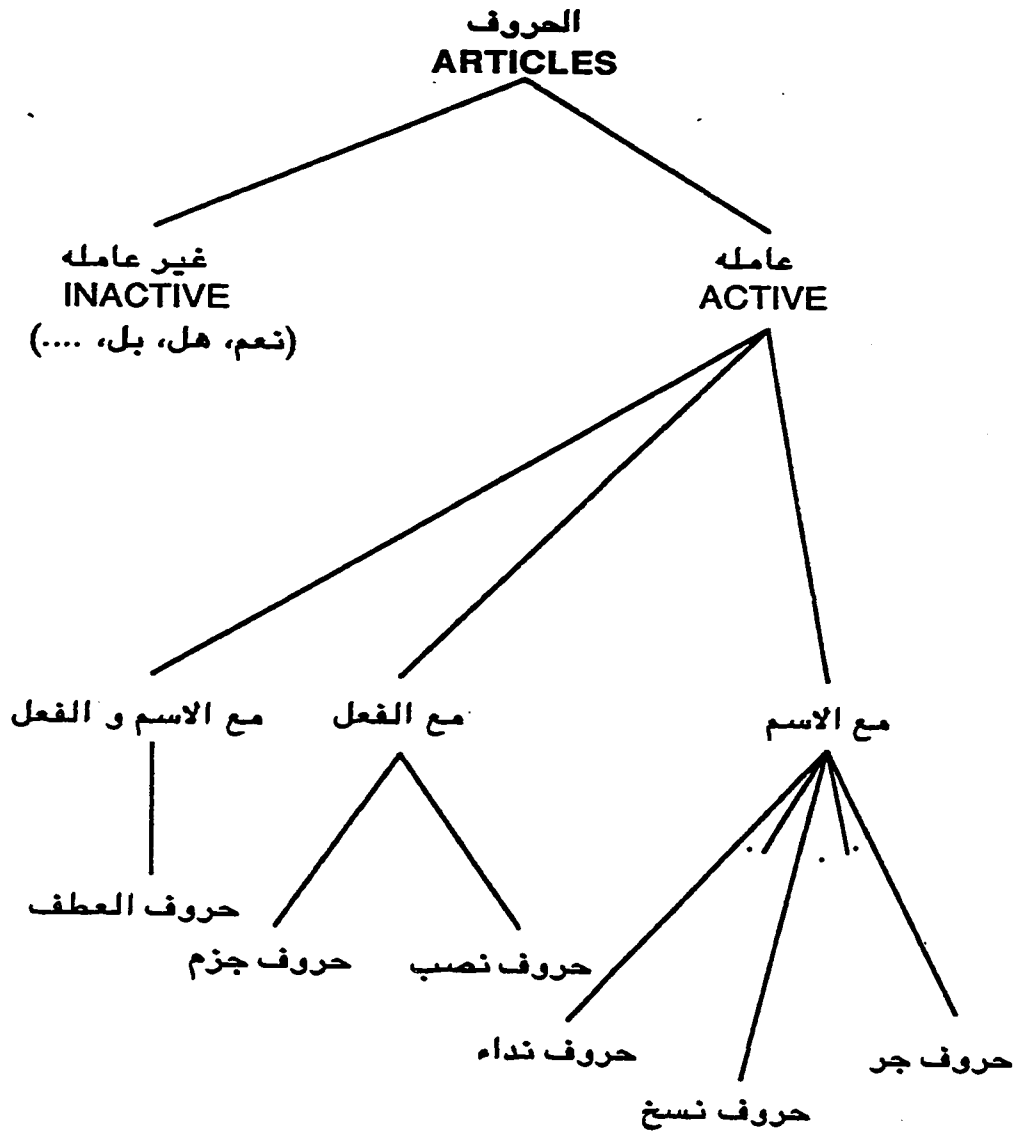 الحروف
ARTICLES
عامله
ACTIVE
غير عامله
INACTIVE
(نعم، هل، بل، ....)
مع الاسم
مع الفعل
مع الاسم و الفعل
حروف العطف
حروف نصب
حروف جزم
حروف جر
حروف نداء
حروف نسخ